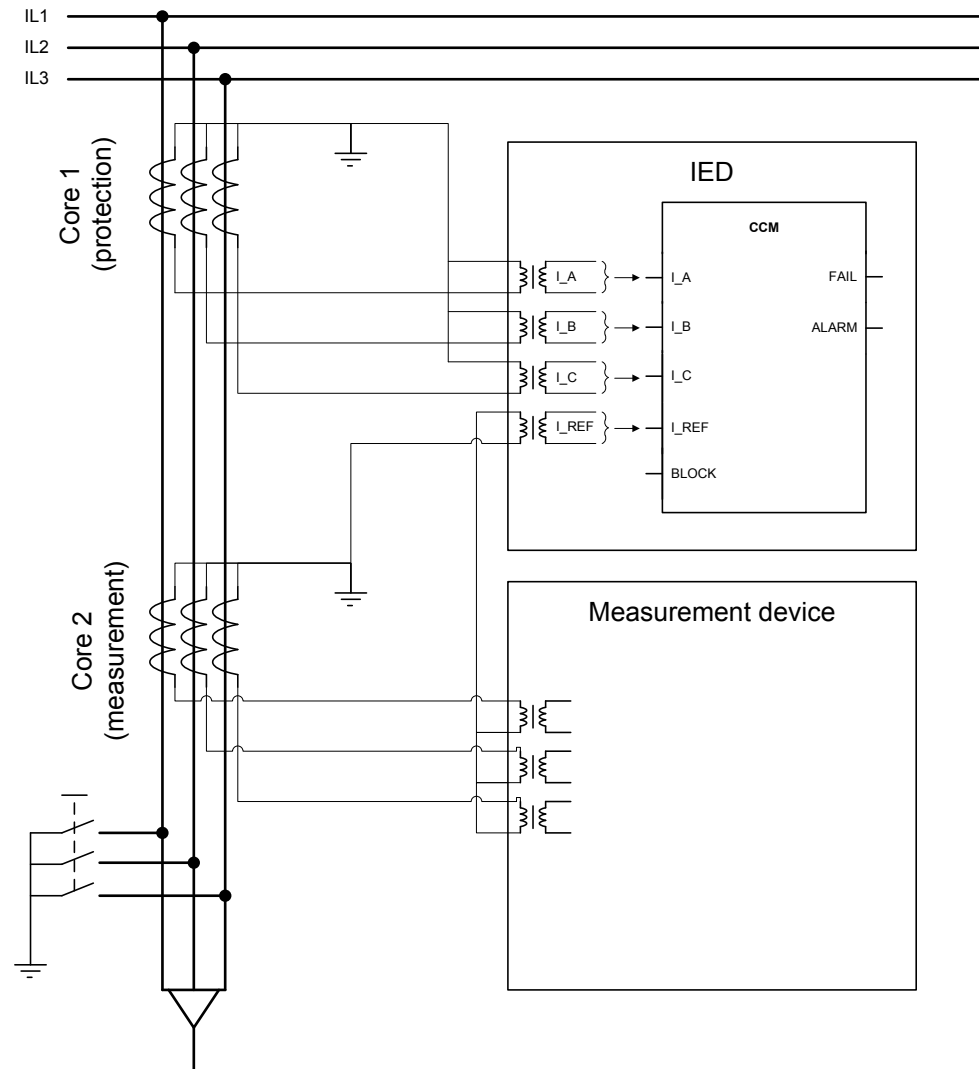 IL1
IL2
IL3
Core 1
(protection)
IED
CCM
I_A
I_A
FAIL
I_B
I_B
ALARM
I_C
I_C
I_REF
I_REF
BLOCK
Core 2
(measurement)
Measurement device